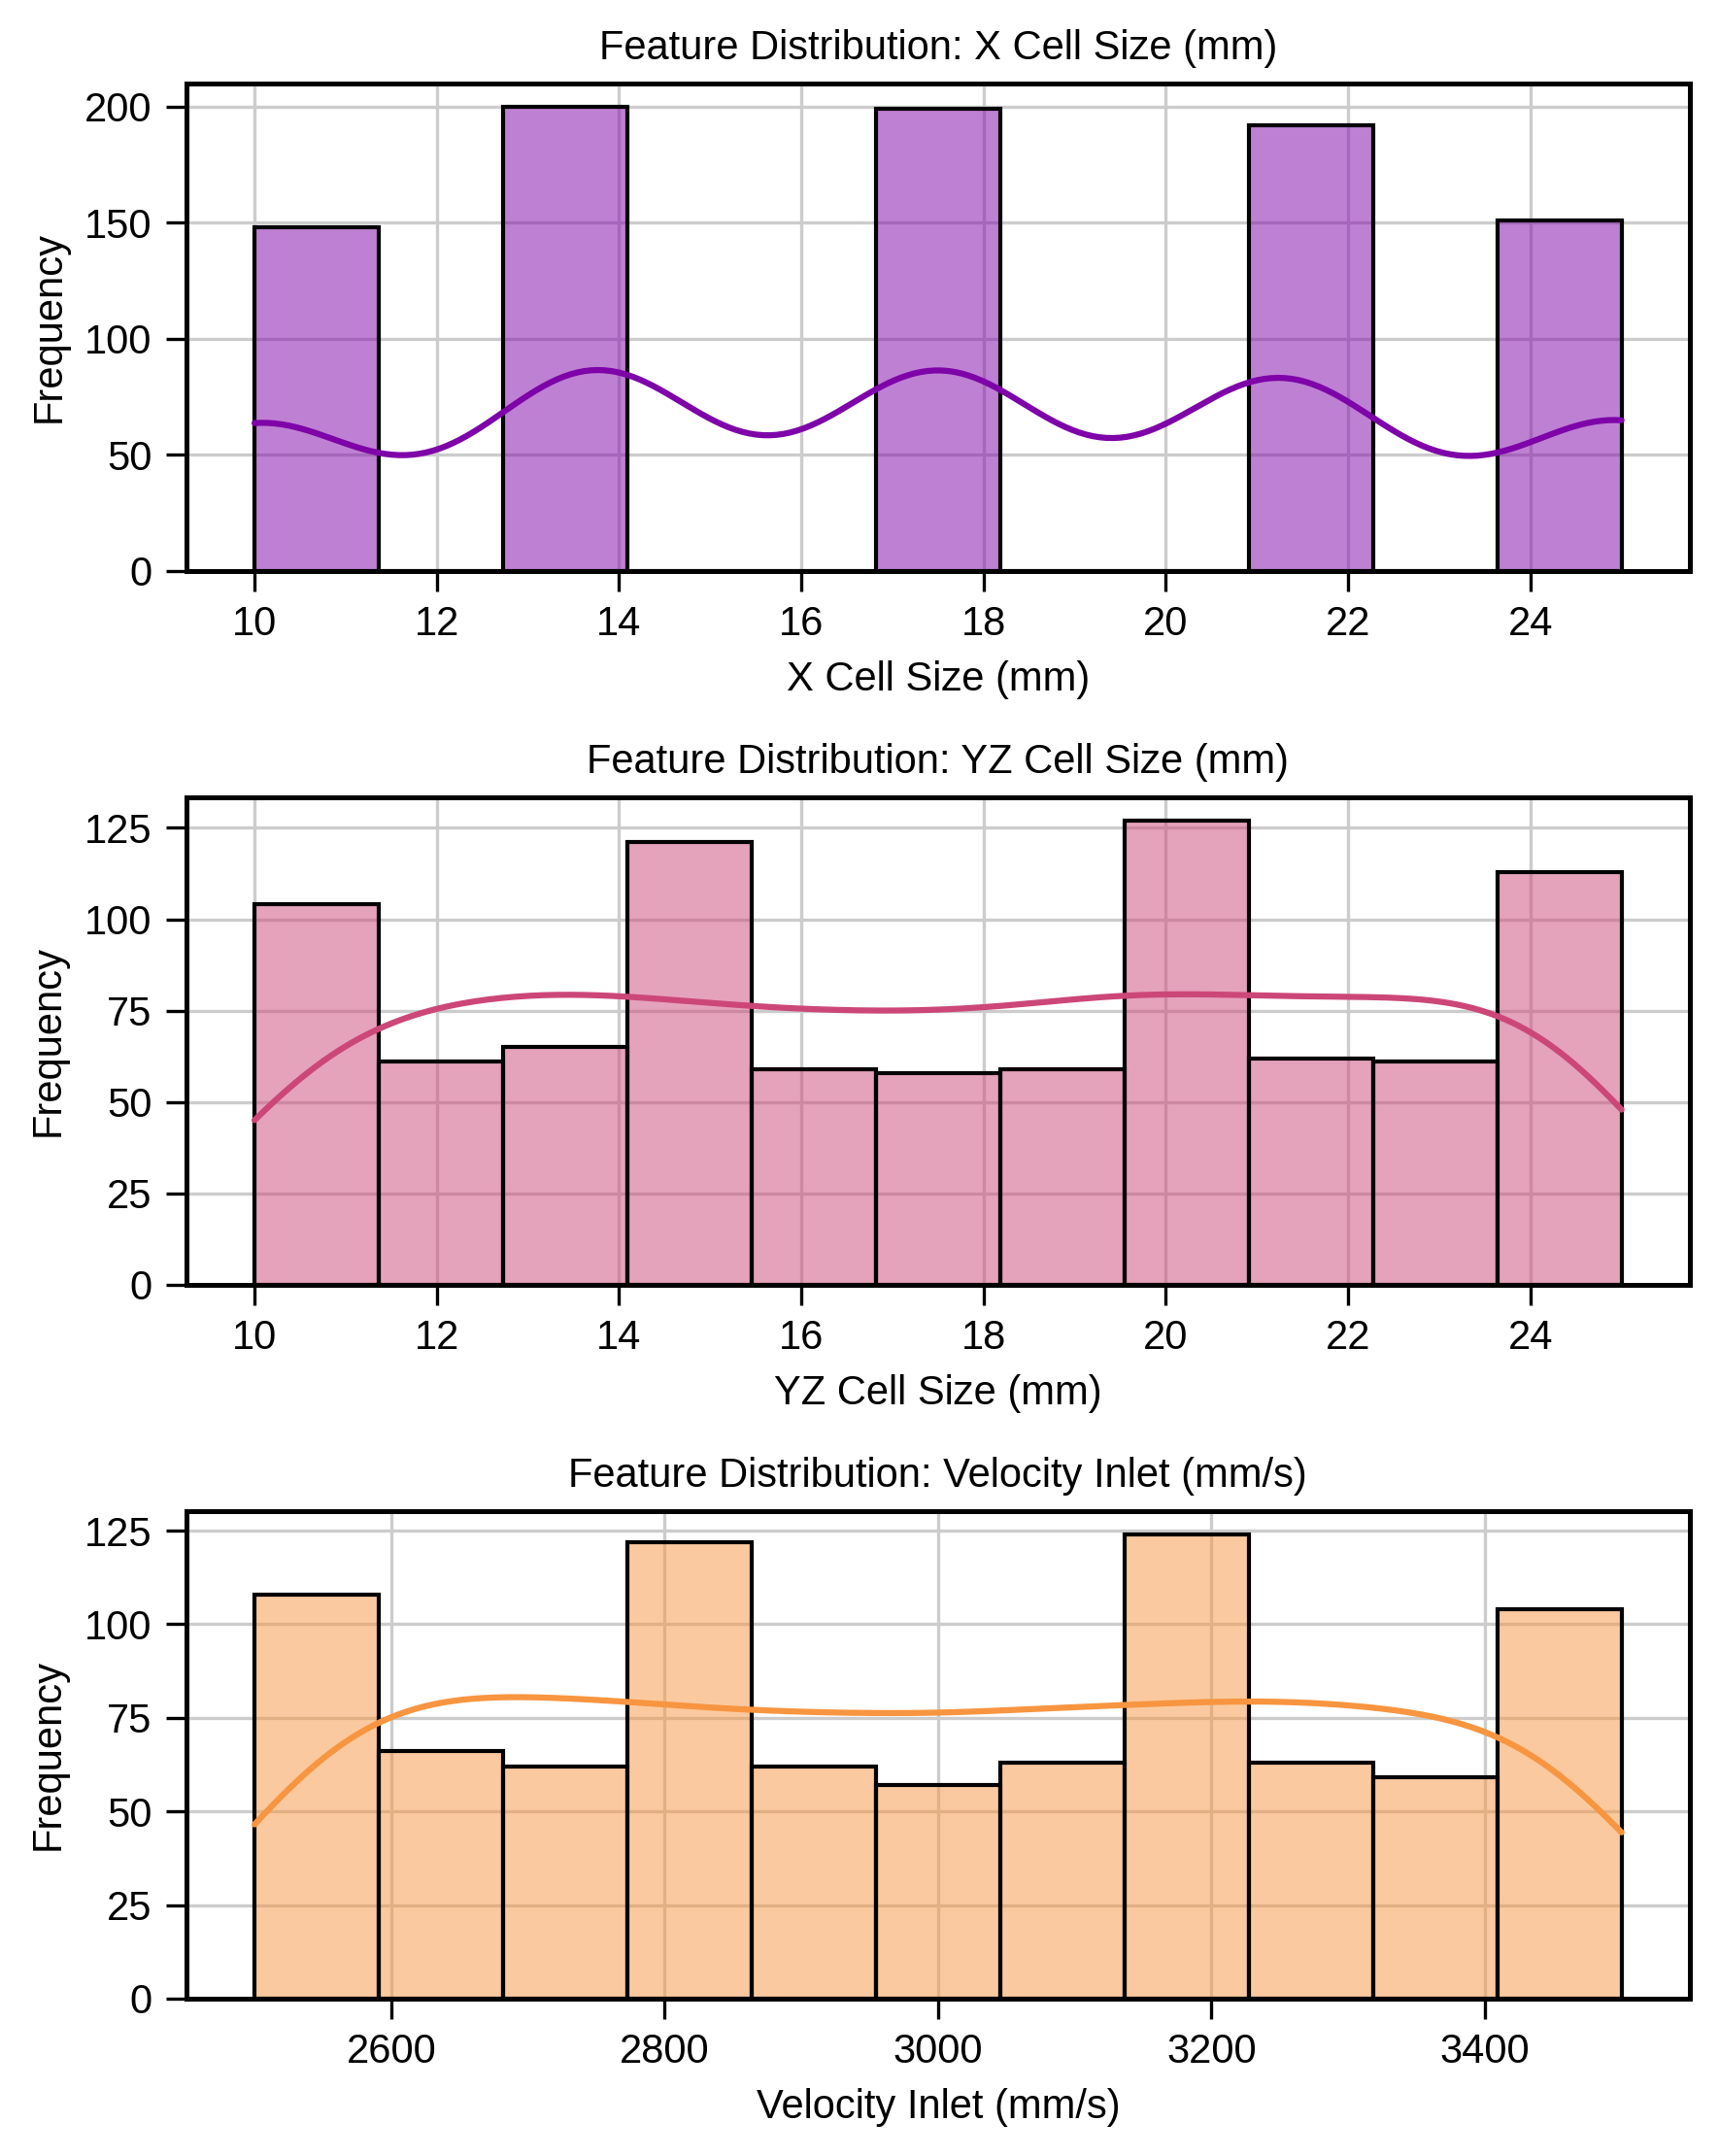 Feature Distribution: X Cell Size (mm)
200
150
100
50
0
Frequency
10 12 14 16 18 20 22 24
X Cell Size (mm)
Feature Distribution: YZ Cell Size (mm)
125
100
75
50
25
0
Frequency
10 12 14 16 18 20 22 24
YZ Cell Size (mm)
Feature Distribution: Velocity Inlet (mm/s)
125
100
75
50
25
0
Frequency
2600 2800 3000 3200 3400
Velocity Inlet (mm/s)